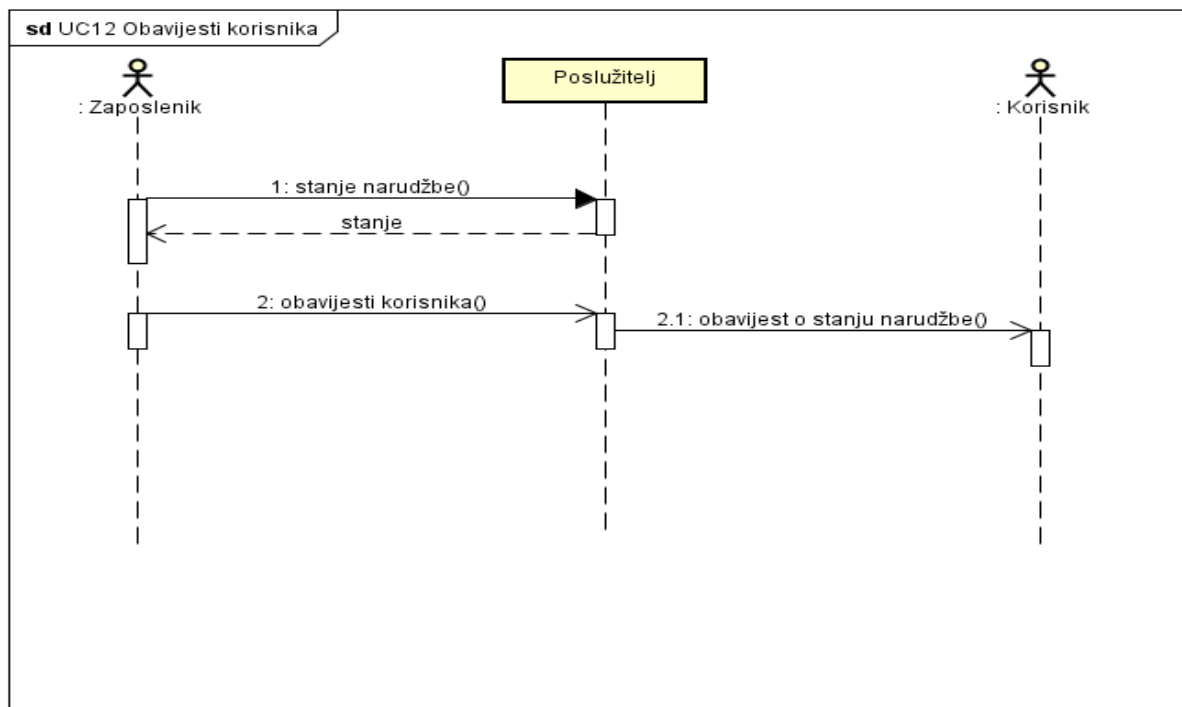 sd UC12 Obavijesti korisnika
Poslužitelj
: Zaposlenik
: Korisnik
1: stanje narudžbe()
stanje
2: obavijesti korisnika()
2.1: obavijest o stanju narudžbe()